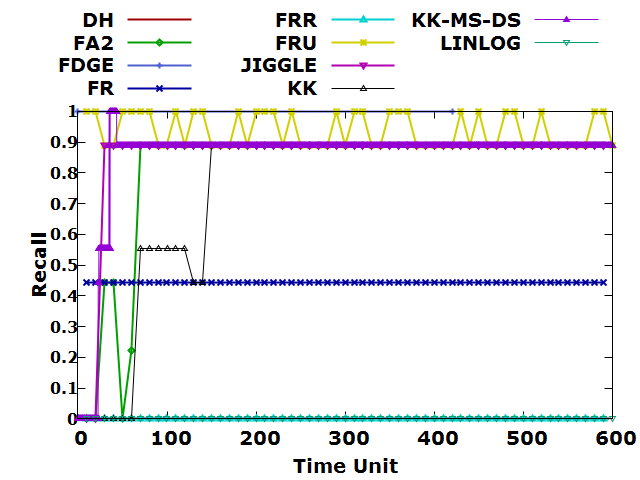 DH FRR KK-MS-DS
FA2 FRU LINLOG
FDGE JIGGLE
FR KK
1
0.9
0.8
0.7
0.6
0.5
0.4
0.3
0.2
0.1
0
Recall
0 100 200 300 400 500 600
Time Unit